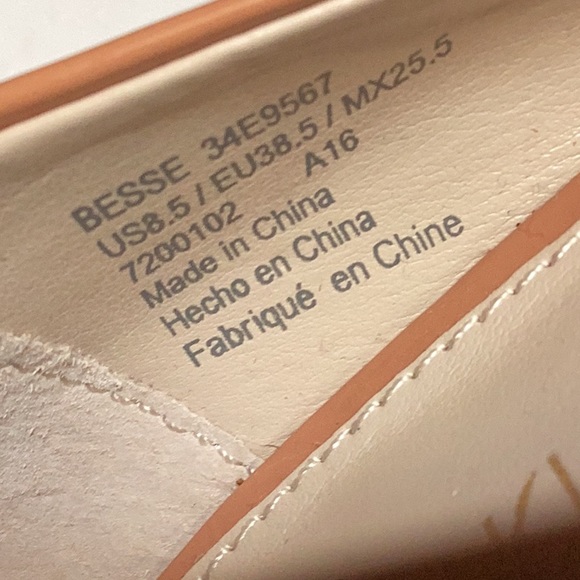 BESSE 34E9567
US8.5 / EU38.5 / MX25.5
7200102 A16
Made in China
Hecho en China
Fabriqué en Chine